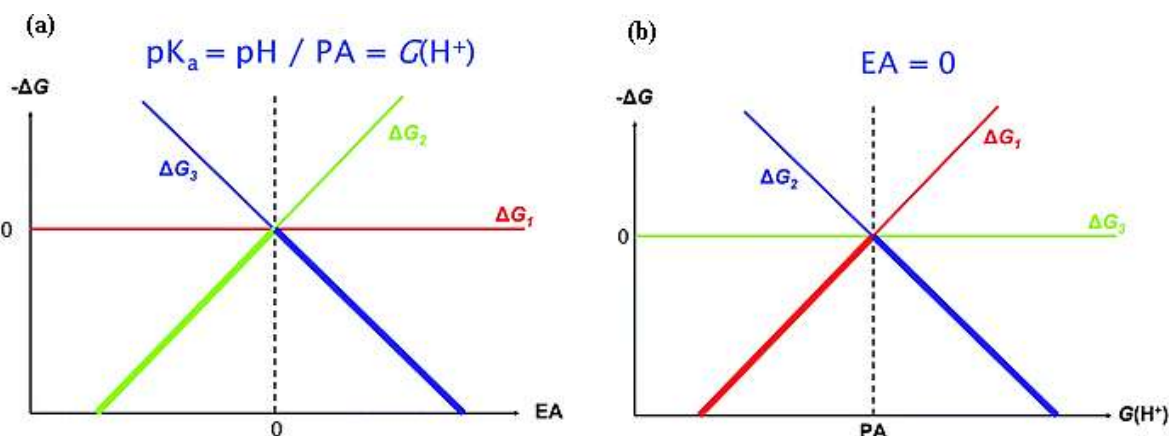 (a)
pKₐ = pH / PA = G(H⁺)
-ΔG
ΔG₂
ΔG₃
ΔG₁
0
EA
0
(b)
EA = 0
-ΔG
ΔG₁
ΔG₂
ΔG₃
0
PA
G(H⁺)